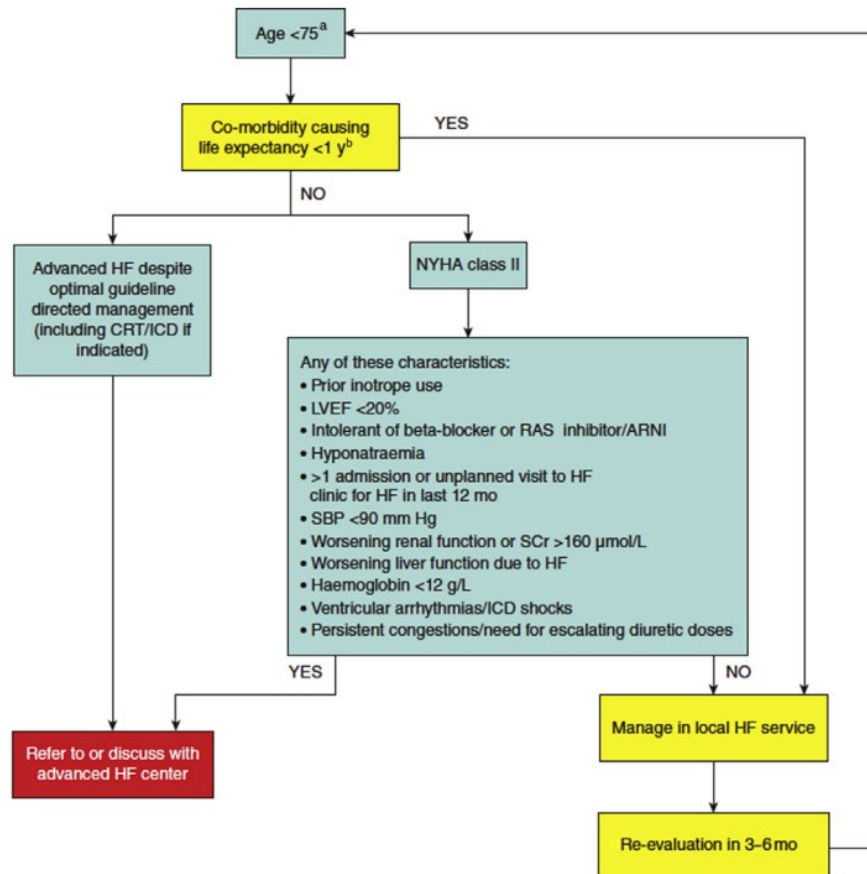 Age <75a
Co-morbidity causing
life expectancy <1 yb
YES
NO
Advanced HF despite
optimal guideline
directed management
(including CRT/ICD if
indicated)
NYHA class II
Any of these characteristics:
• Prior inotrope use
• LVEF <20%
• Intolerant of beta-blocker or RAS inhibitor/ARNI
• Hyponatraemia
• >1 admission or unplanned visit to HF
clinic for HF in last 12 mo
• SBP <90 mm Hg
• Worsening renal function or SCr >160 μmol/L
• Worsening liver function due to HF
• Haemoglobin <12 g/L
• Ventricular arrhythmias/ICD shocks
• Persistent congestions/need for escalating diuretic doses
YES
NO
Refer to or discuss with
advanced HF center
Manage in local HF service
Re-evaluation in 3–6 mo